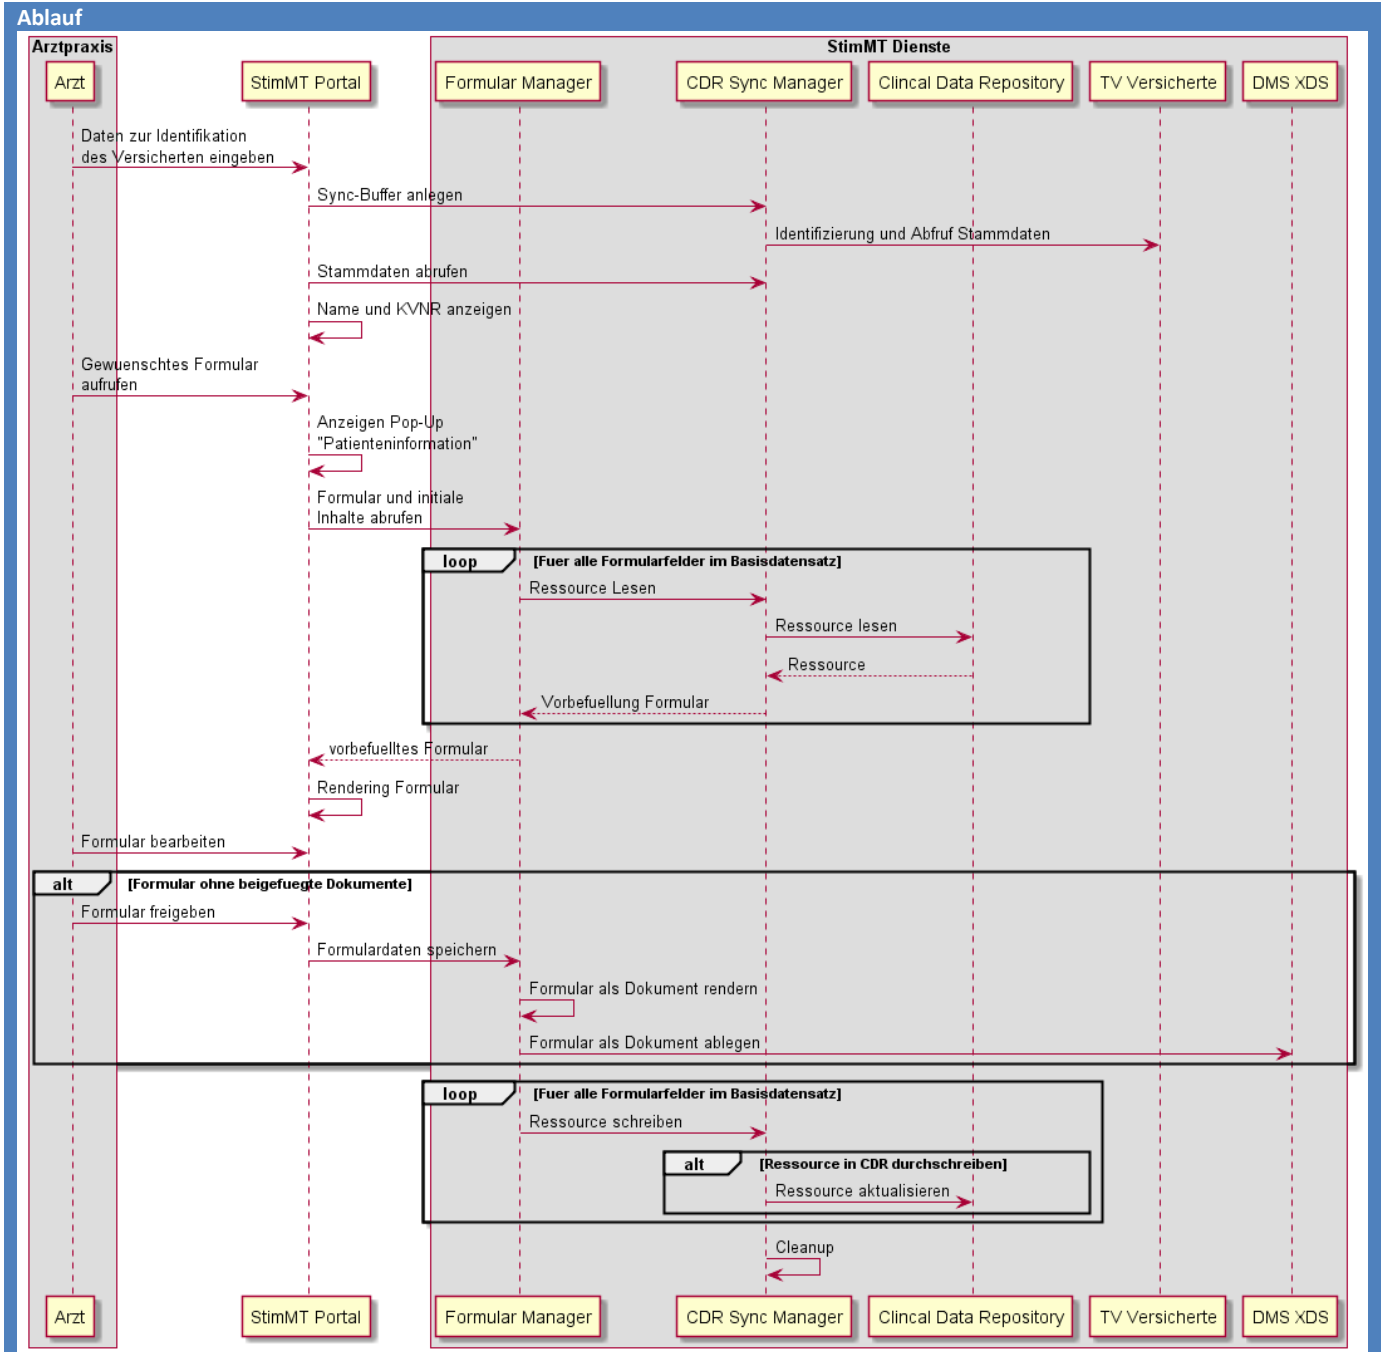 Ablauf
Arztpraxis
StimMT Dienste
Arzt
StimMT Portal
Formular Manager
CDR Sync Manager
Clincal Data Repository
TV Versicherte
DMS XDS
Daten zur Identifikation
des Versicherten eingeben
Sync-Buffer anlegen
Identifizierung und Abfruf Stammdaten
Stammdaten abrufen
Name und KVNR anzeigen
Gewuenschtes Formular
aufrufen
Anzeigen Pop-Up
"Patienteninformation"
Formular und initiale
Inhalte abrufen
loop
[Fuer alle Formularfelder im Basisdatensatz]
Ressource Lesen
Ressource lesen
Ressource
Vorbefuellung Formular
vorbefuelltes Formular
Rendering Formular
Formular bearbeiten
alt
[Formular ohne beigefuegte Dokumente]
Formular freigeben
Formulardaten speichern
Formular als Dokument rendern
Formular als Dokument ablegen
loop
[Fuer alle Formularfelder im Basisdatensatz]
Ressource schreiben
alt
[Ressource in CDR durchschreiben]
Ressource aktualisieren
Cleanup
Arzt
StimMT Portal
Formular Manager
CDR Sync Manager
Clincal Data Repository
TV Versicherte
DMS XDS